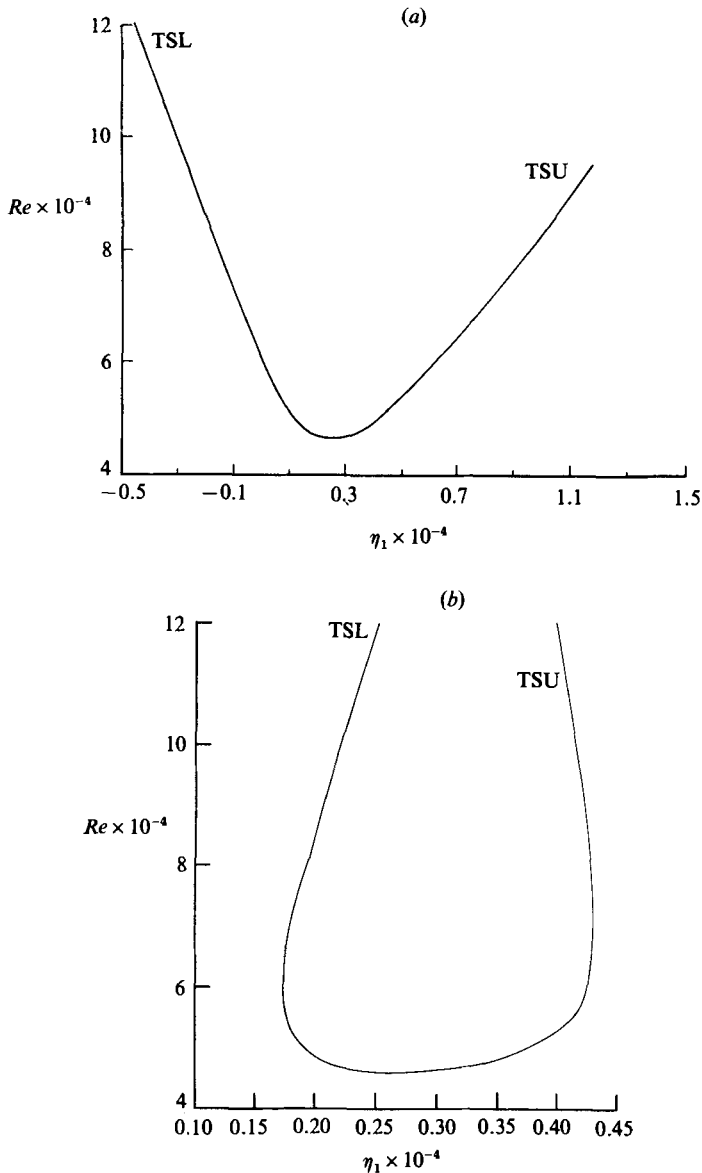 (a)
12
TSL
10
TSU
Re × 10⁻⁴
8
6
4
−0.5 −0.1 0.3 0.7 1.1 1.5
η₁ × 10⁻⁴
(b)
12
TSL
TSU
10
Re × 10⁻⁴
8
6
4
0.10 0.15 0.20 0.25 0.30 0.35 0.40 0.45
η₁ × 10⁻⁴